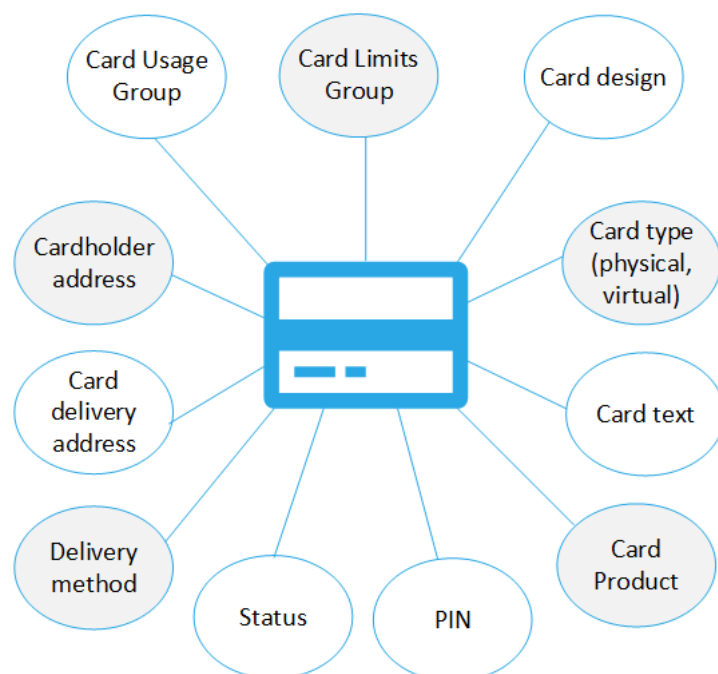 Card Usage
Group
Card Limits
Group
Card design
Cardholder
address
Card type
(physical,
virtual)
Card
delivery
address
Card text
Delivery
method
Status
PIN
Card
Product